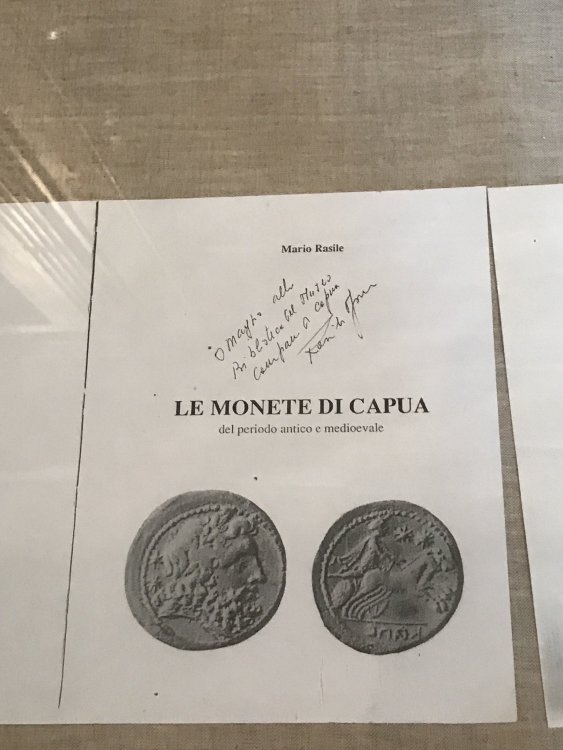 Mario Rasile
Omaggio alla
Biblioteca del Museo
campano di Capua
LE MONETE DI CAPUA
del periodo antico e medioevale